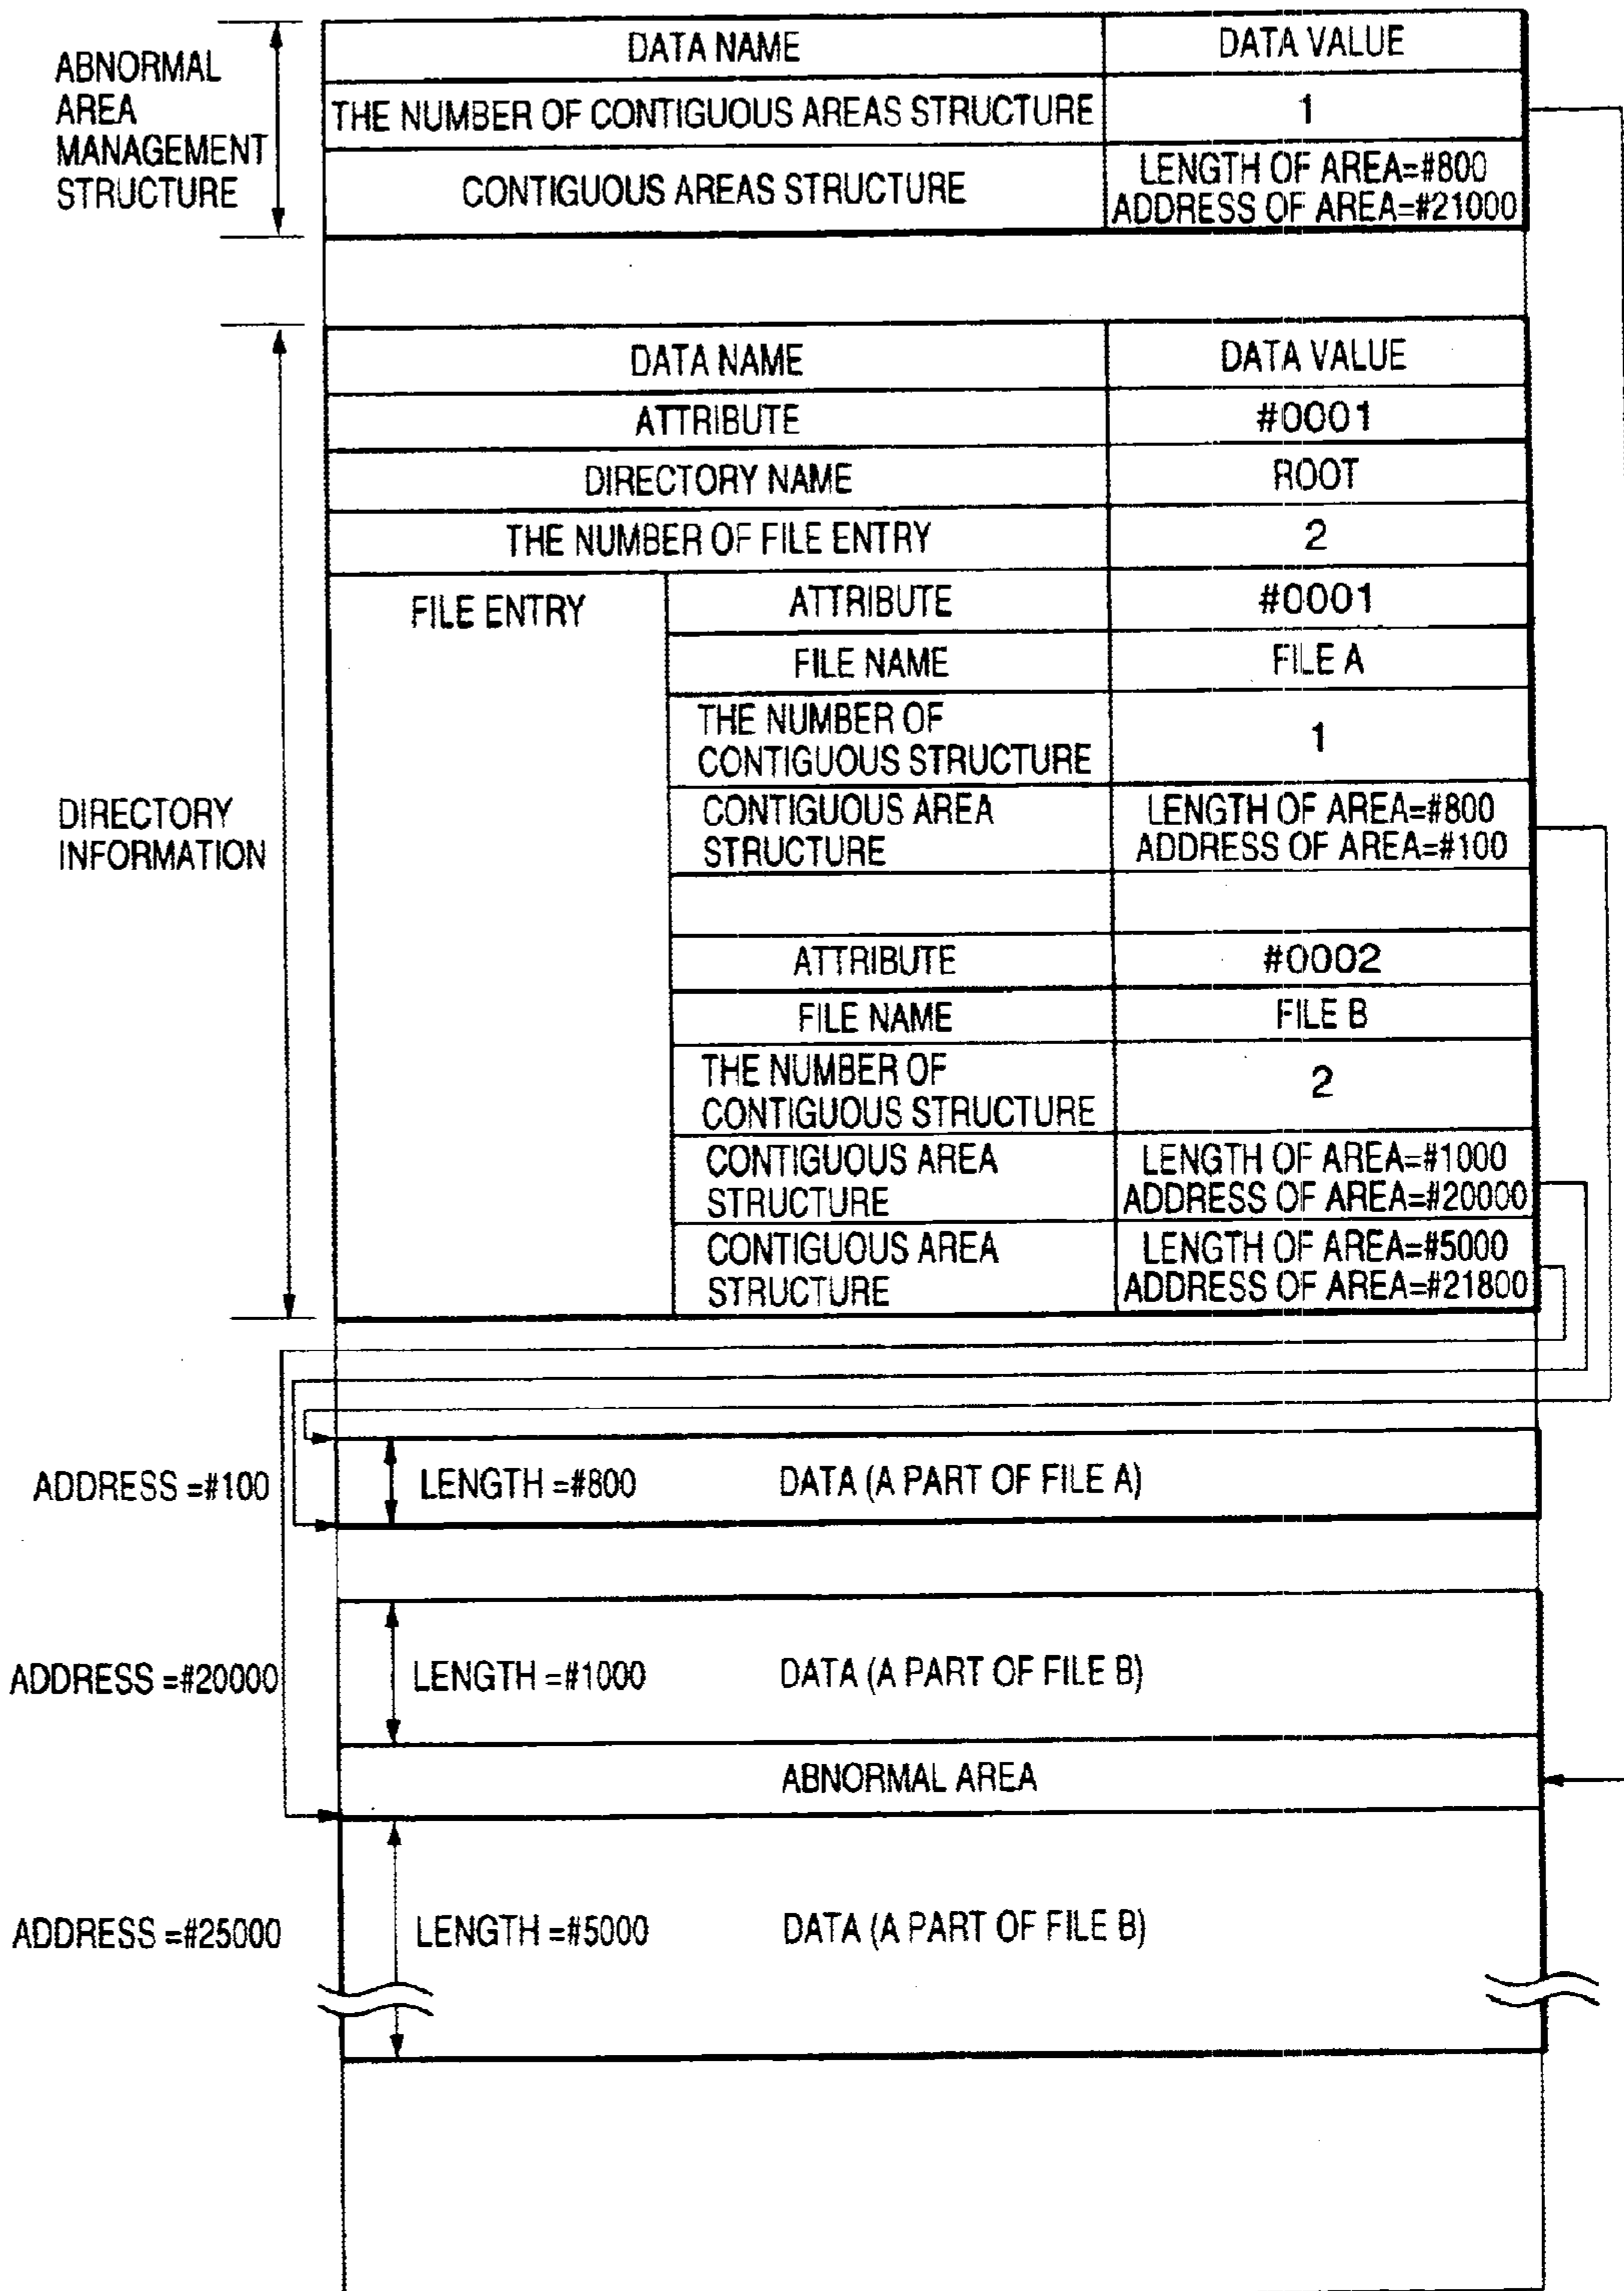 ABNORMAL
AREA
MANAGEMENT
STRUCTURE
DATA NAME DATA VALUE
THE NUMBER OF CONTIGUOUS AREAS STRUCTURE 1
CONTIGUOUS AREAS STRUCTURE LENGTH OF AREA=#800
ADDRESS OF AREA=#21000
DIRECTORY
INFORMATION
DATA NAME DATA VALUE
ATTRIBUTE #0001
DIRECTORY NAME ROOT
THE NUMBER OF FILE ENTRY 2
FILE ENTRY ATTRIBUTE #0001
FILE NAME FILE A
THE NUMBER OF
CONTIGUOUS STRUCTURE 1
CONTIGUOUS AREA LENGTH OF AREA=#800
STRUCTURE ADDRESS OF AREA=#100
ATTRIBUTE #0002
FILE NAME FILE B
THE NUMBER OF
CONTIGUOUS STRUCTURE 2
CONTIGUOUS AREA LENGTH OF AREA=#1000
STRUCTURE ADDRESS OF AREA=#20000
CONTIGUOUS AREA LENGTH OF AREA=#5000
STRUCTURE ADDRESS OF AREA=#21800
ADDRESS =#100 LENGTH =#800 DATA (A PART OF FILE A)
ADDRESS =#20000 LENGTH =#1000 DATA (A PART OF FILE B)
ABNORMAL AREA
ADDRESS =#25000 LENGTH =#5000 DATA (A PART OF FILE B)